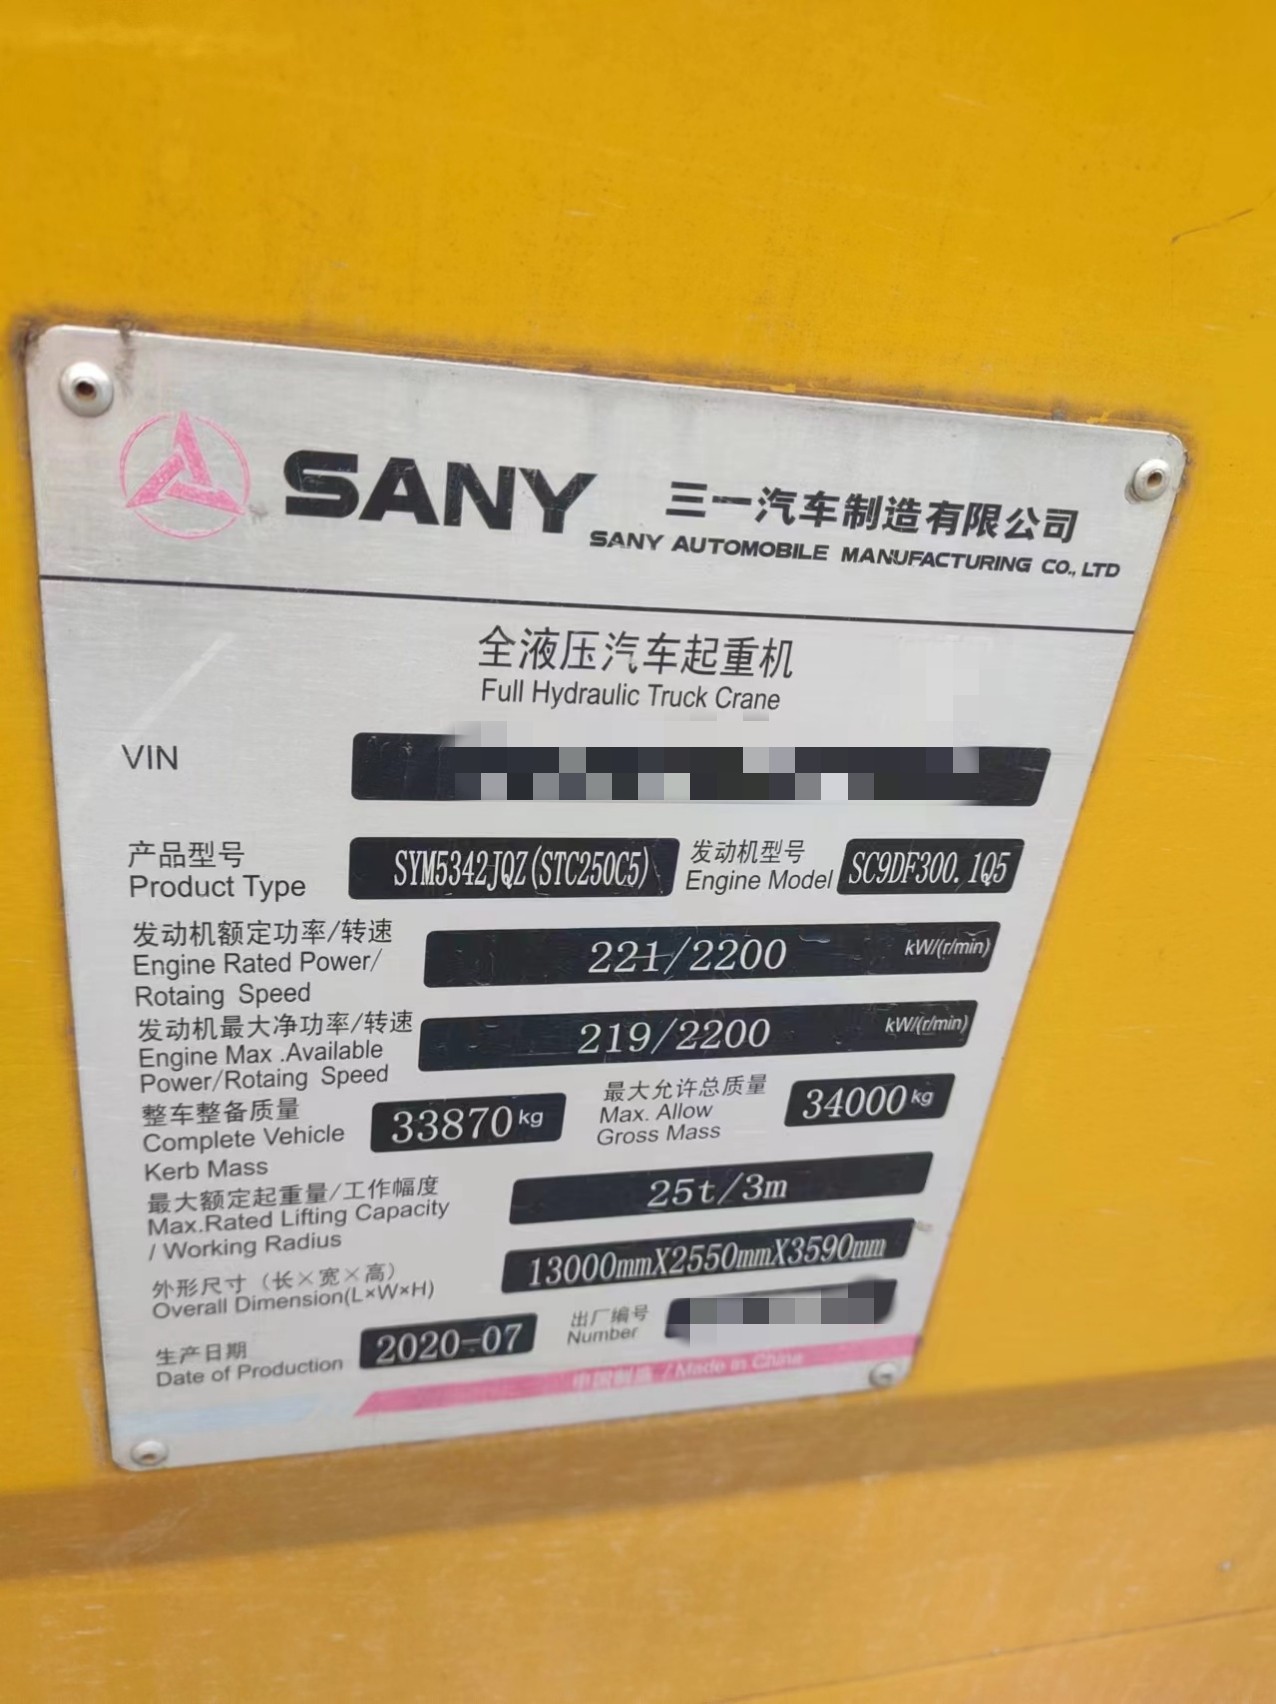 SANY
三一汽车制造有限公司
SANY AUTOMOBILE MANUFACTURING CO., LTD
全液压汽车起重机
Full Hydraulic Truck Crane
VIN
产品型号
Product Type
SYM5342JQZ(STC250C5)
发动机型号
Engine Model
SC9DF300.1Q5
发动机额定功率/转速
Engine Rated Power/
Rotaing Speed
221/2200 kW/(r/min)
发动机最大净功率/转速
Engine Max .Available
Power/Rotaing Speed
219/2200 kW/(r/min)
整车整备质量
Complete Vehicle
Kerb Mass
33870 kg
最大允许总质量
Max. Allow
Gross Mass
34000 kg
最大额定起重量/工作幅度
Max.Rated Lifting Capacity
/ Working Radius
25t/3m
外形尺寸（长×宽×高）
Overall Dimension(L×W×H)
13000mmX2550mmX3590mm
生产日期
Date of Production
2020-07
出厂编号
Number
中国制造 / Made in China